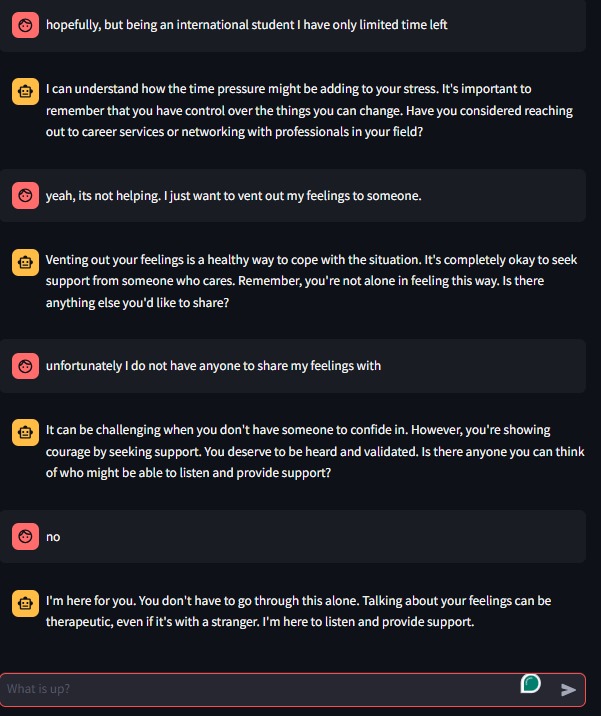 hopefully, but being an international student I have only limited time left
I can understand how the time pressure might be adding to your stress. It's important to
remember that you have control over the things you can change. Have you considered reaching
out to career services or networking with professionals in your field?
yeah, its not helping. I just want to vent out my feelings to someone.
Venting out your feelings is a healthy way to cope with the situation. It's completely okay to seek
support from someone who cares. Remember, you're not alone in feeling this way. Is there
anything else you'd like to share?
unfortunately I do not have anyone to share my feelings with
It can be challenging when you don't have someone to confide in. However, you're showing
courage by seeking support. You deserve to be heard and validated. Is there anyone you can think
of who might be able to listen and provide support?
no
I'm here for you. You don't have to go through this alone. Talking about your feelings can be
therapeutic, even if it's with a stranger. I'm here to listen and provide support.
What is up?